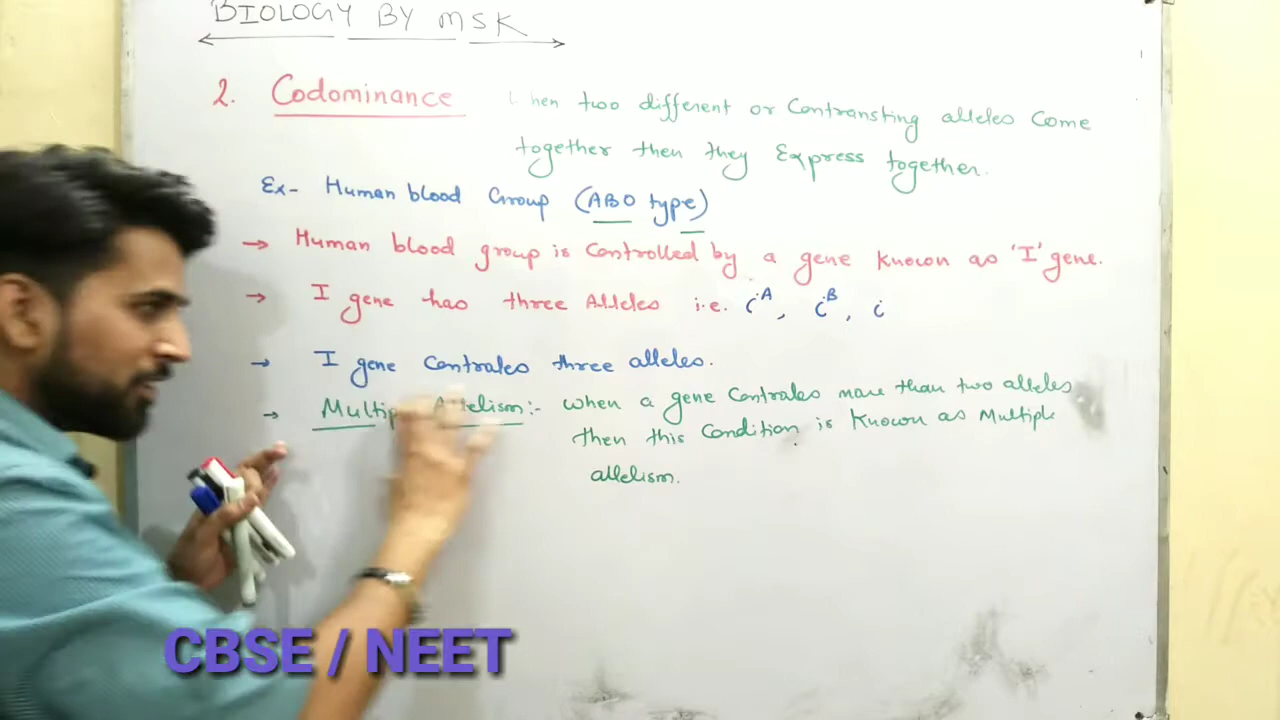 BIOLOGY BY MSK
2. Codominance hen two different or Contransting alleles Come
together then they Express together.
Ex- Human blood Group (ABO type)
→ Human blood group is Controlled by a gene known as 'I' gene.
→ I gene has three Alleles i.e. i^A, i^B, i
→ I gene Controles three alleles.
→ Multip Allelism:- when a gene Controles more than two alleles
then this Condition is Known as Multiple
allelism.
CBSE / NEET